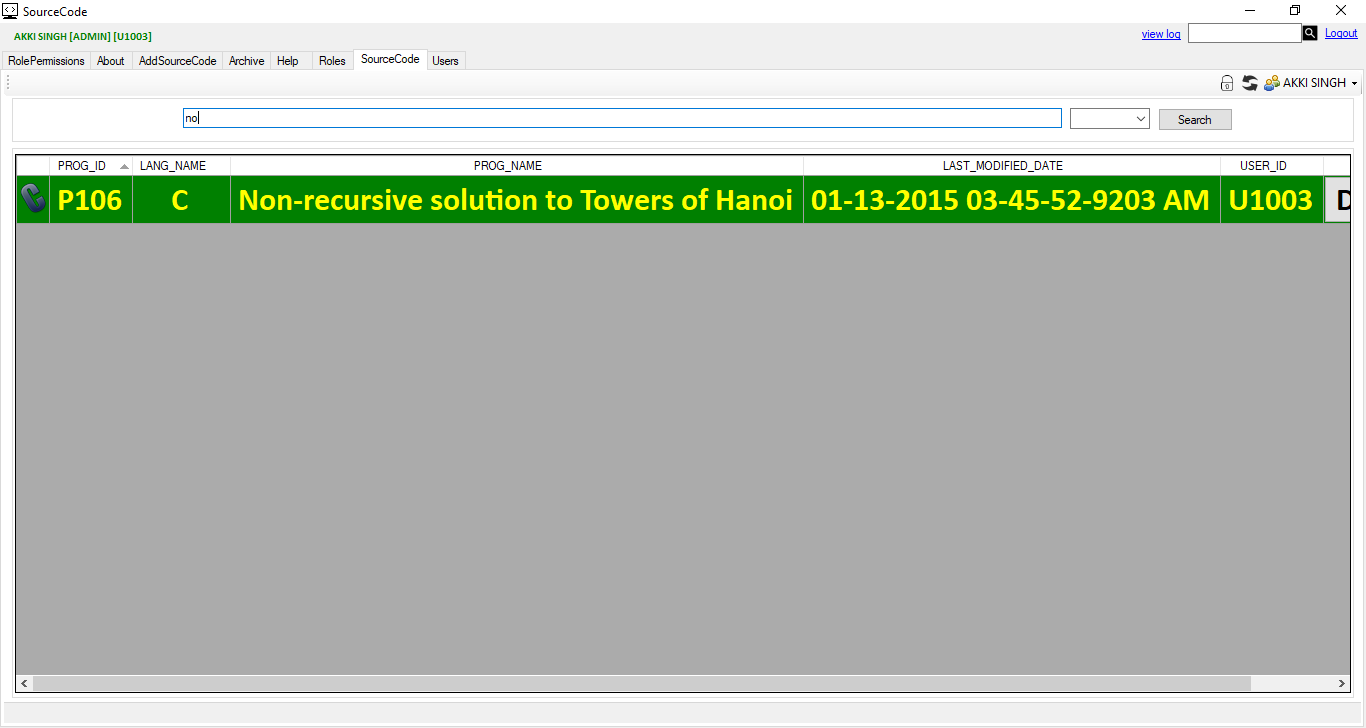 SourceCode
AKKI SINGH [ADMIN] [U1003]
view log Logout
RolePermissions About AddSourceCode Archive Help Roles SourceCode Users
AKKI SINGH
no
Search
PROG_ID LANG_NAME PROG_NAME LAST_MODIFIED_DATE USER_ID
P106 C Non-recursive solution to Towers of Hanoi 01-13-2015 03-45-52-9203 AM U1003 D